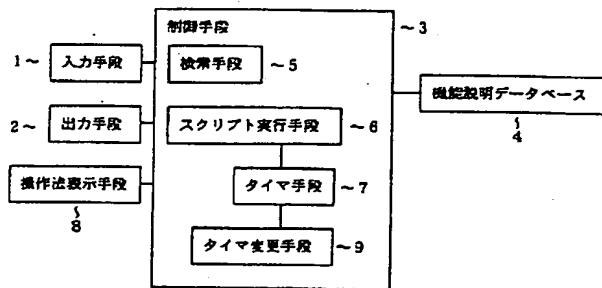 制御手段
~3
1~
入力手段
検索手段
~5
機能説明データベース
~
4
2~
出力手段
スクリプト実行手段
~6
操作法表示手段
~
8
タイマ手段
~7
タイマ変更手段
~9